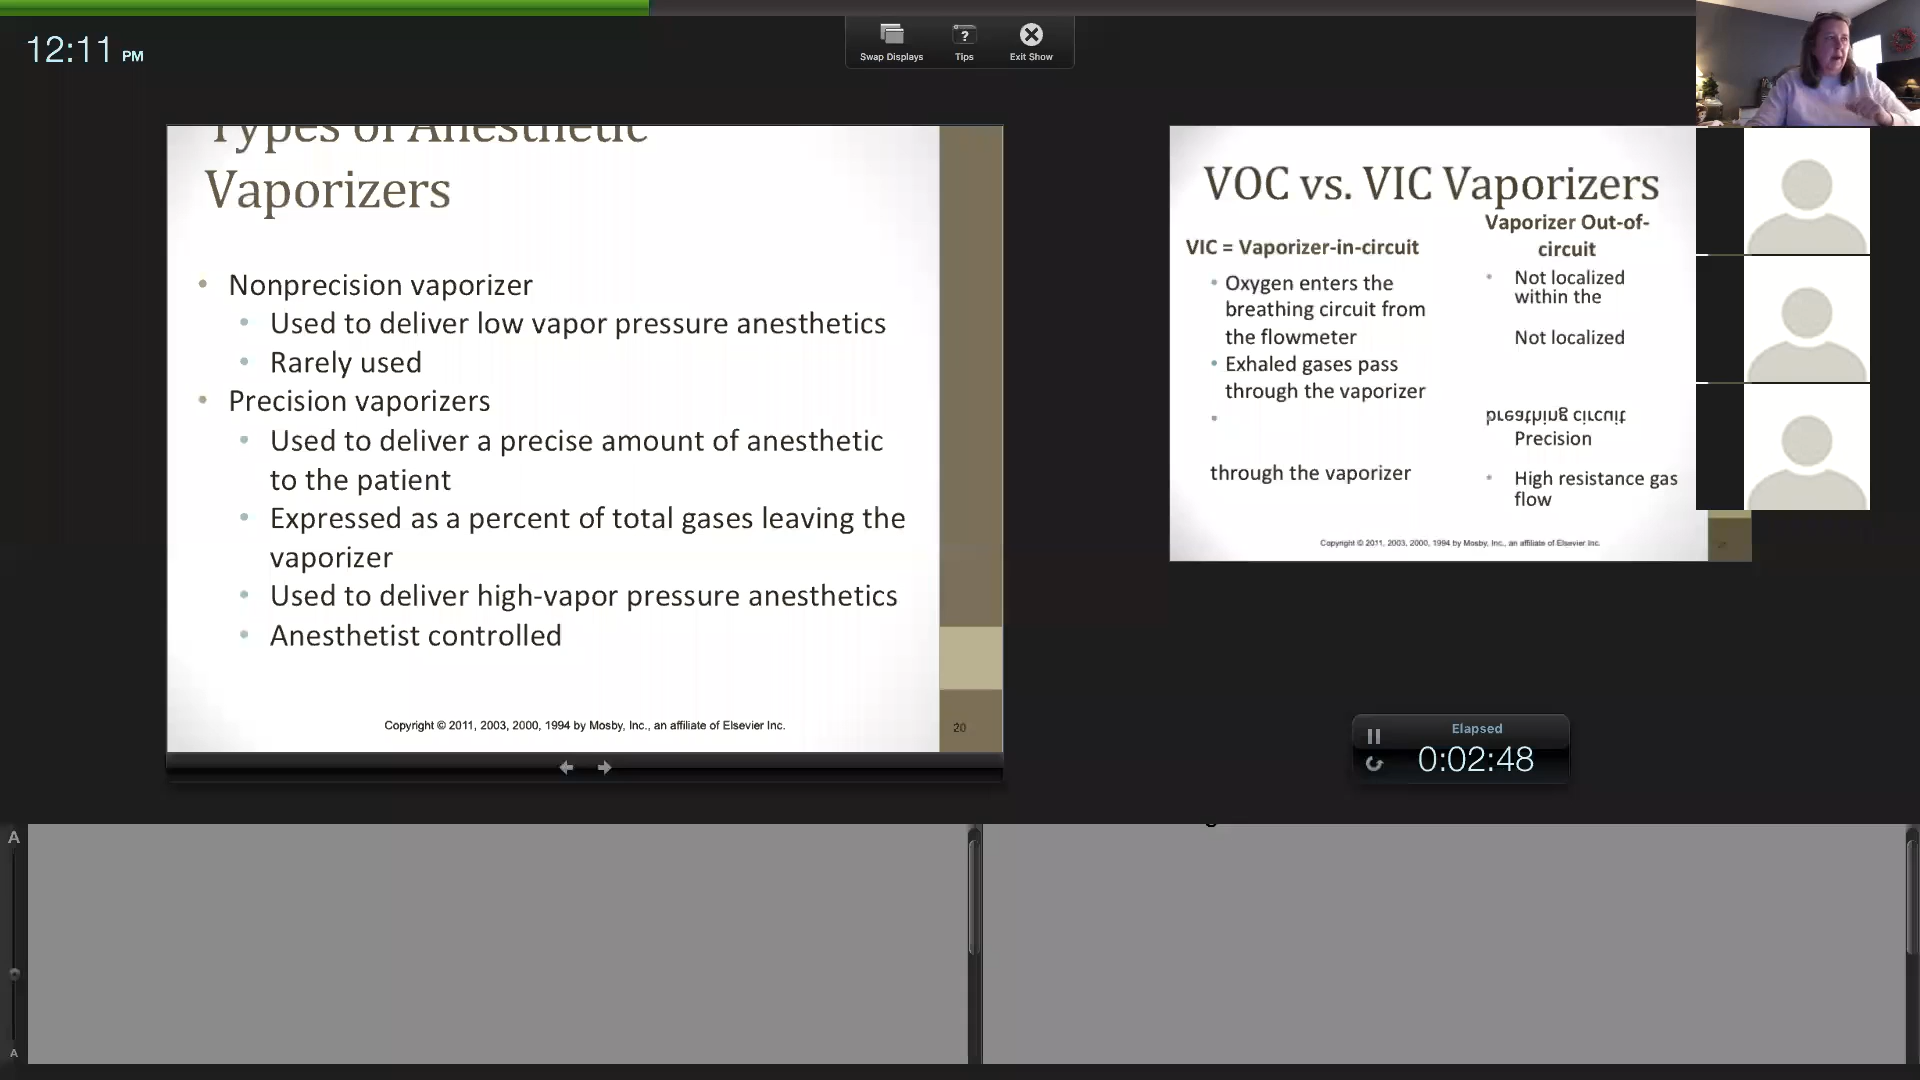 12:11 PM
Swap Displays
Tips
Exit Show
Types of Anesthetic
Vaporizers
• Nonprecision vaporizer
• Used to deliver low vapor pressure anesthetics
• Rarely used
• Precision vaporizers
• Used to deliver a precise amount of anesthetic
to the patient
• Expressed as a percent of total gases leaving the
vaporizer
• Used to deliver high-vapor pressure anesthetics
• Anesthetist controlled
Copyright © 2011, 2003, 2000, 1994 by Mosby, Inc., an affiliate of Elsevier Inc.
20
VOC vs. VIC Vaporizers
VIC = Vaporizer-in-circuit
• Oxygen enters the
breathing circuit from
the flowmeter
• Exhaled gases pass
through the vaporizer
•
through the vaporizer
Vaporizer Out-of-
circuit
• Not localized
within the
Not localized
breathing circuit
Precision
• High resistance gas
flow
Copyright © 2011, 2003, 2000, 1994 by Mosby, Inc., an affiliate of Elsevier Inc.
Elapsed
0:02:48
A
A